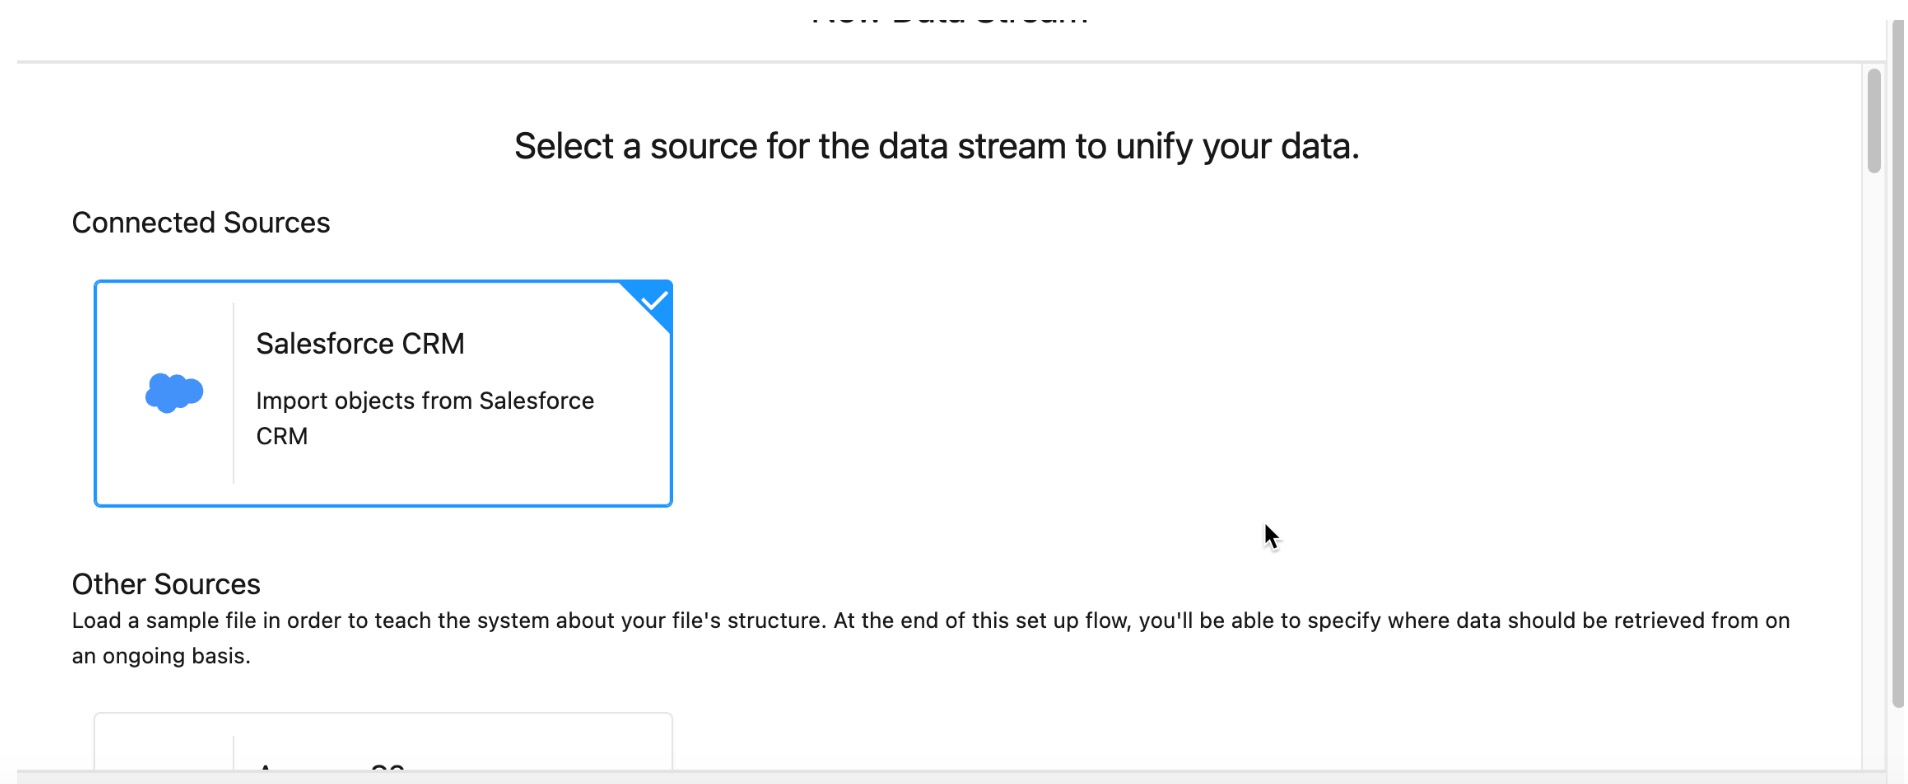 New Data Stream
Select a source for the data stream to unify your data.
Connected Sources
Salesforce CRM
Import objects from Salesforce
CRM
Other Sources
Load a sample file in order to teach the system about your file's structure. At the end of this set up flow, you'll be able to specify where data should be retrieved from on
an ongoing basis.